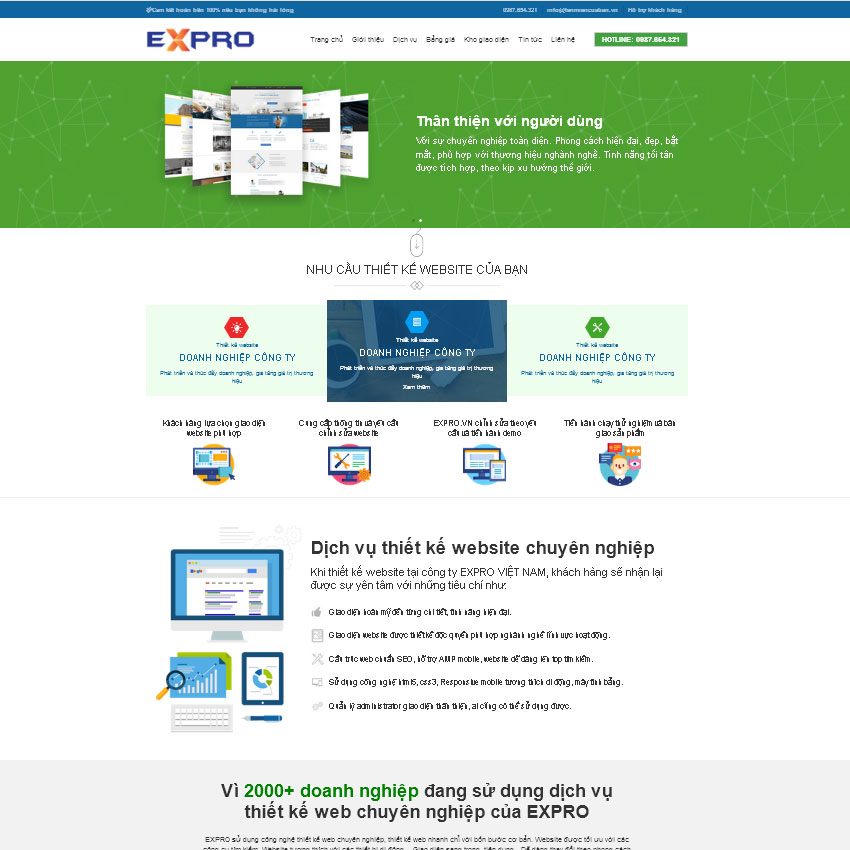 Cam kết hoàn tiền 100% nếu bạn không hài lòng
0987.654.321
Hỗ trợ khách hàng
EXPRO
Trang chủ Giới thiệu Dịch vụ Bảng giá Kho giao diện Tin tức Liên hệ
HOTLINE: 0987.654.321
Thân thiện với người dùng
Với sự chuyên nghiệp toàn diện. Phong cách hiện đại, đẹp, bắt
mắt, phù hợp với thương hiệu nghành nghề. Tính năng tối tân
được tích hợp, theo kịp xu hướng thế giới.
NHU CẦU THIẾT KẾ WEBSITE CỦA BẠN
Thiết kế website
DOANH NGHIỆP CÔNG TY
Phát triển và thúc đẩy doanh nghiệp, gia tăng giá trị thương
hiệu
Thiết kế website
DOANH NGHIỆP CÔNG TY
Phát triển và thúc đẩy doanh nghiệp, gia tăng giá trị thương
hiệu
Xem thêm
Thiết kế website
DOANH NGHIỆP CÔNG TY
Phát triển và thúc đẩy doanh nghiệp, gia tăng giá trị thương
hiệu
Khách hàng lựa chọn giao diện
website phù hợp
Cung cấp thông tin và yêu cầu
chỉnh sửa website
EXPRO.VN chỉnh sửa theo yêu
cầu và tiến hành demo
Tiến hành chạy thử nghiệm và bàn
giao sản phẩm
Dịch vụ thiết kế website chuyên nghiệp
Khi thiết kế website tại công ty EXPRO VIỆT NAM, khách hàng sẽ nhận lại
được sự yên tâm với những tiêu chí như:
Giao diện hoàn mỹ đến từng chi tiết, tính năng hiện đại.
Giao diện website được thiết kế độc quyền phù hợp nghành nghề lĩnh vực hoạt động.
Cấu trúc web chuẩn SEO, hỗ trợ AMP mobile, website dễ dàng lên top tìm kiếm.
Sử dụng công nghệ html5, css3, Responsive mobile tương thích di động, máy tính bảng.
Quản lý administrator giao diện thân thiện, ai cũng có thể sử dụng được.
Vì 2000+ doanh nghiệp đang sử dụng dịch vụ
thiết kế web chuyên nghiệp của EXPRO
EXPRO sử dụng công nghệ thiết kế web chuyên nghiệp, thiết kế web nhanh chỉ với bốn bước cơ bản. Website được tối ưu với các